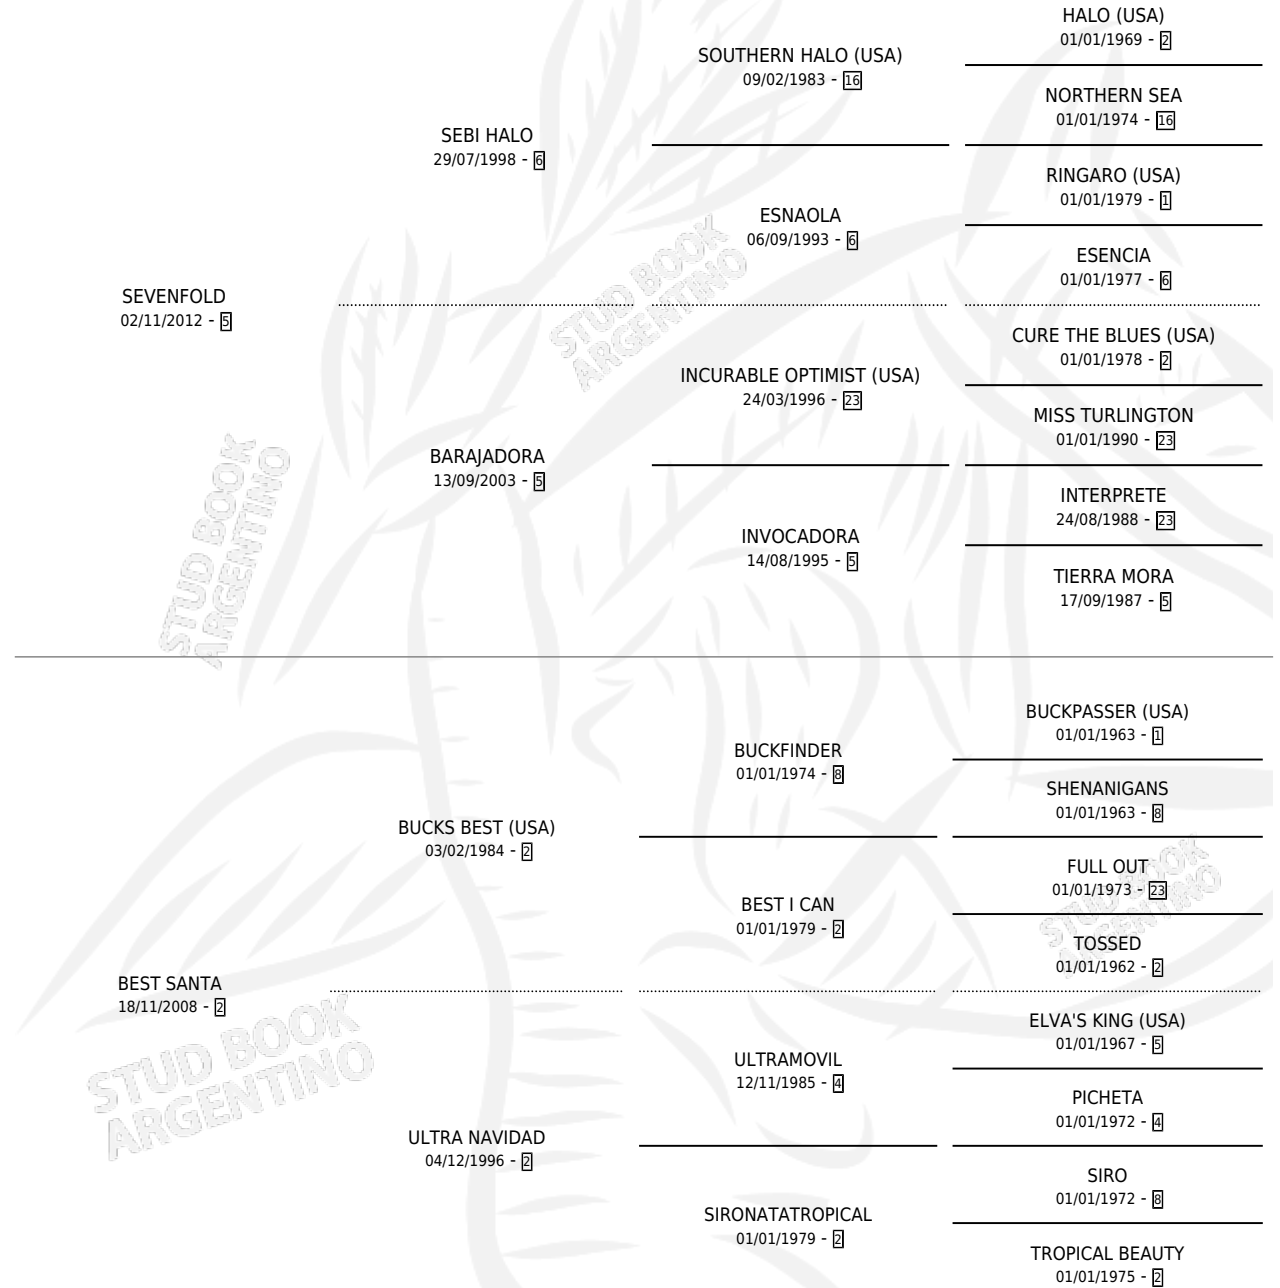 HALO (USA)
01/01/1969 - 2
SOUTHERN HALO (USA)
09/02/1983 - 16
NORTHERN SEA
01/01/1974 - 16
SEBI HALO
29/07/1998 - 6
RINGARO (USA)
01/01/1979 - 1
ESNAOLA
06/09/1993 - 6
ESENCIA
01/01/1977 - 6
SEVENFOLD
02/11/2012 - 5
STUD BOOK
ARGENTINO
CURE THE BLUES (USA)
01/01/1978 - 2
INCURABLE OPTIMIST (USA)
24/03/1996 - 23
MISS TURLINGTON
01/01/1990 - 23
BARAJADORA
13/09/2003 - 5
INTERPRETE
24/08/1988 - 23
INVOCADORA
14/08/1995 - 5
TIERRA MORA
17/09/1987 - 5
STUD BOOK
ARGENTINO
BUCKPASSER (USA)
01/01/1963 - 1
BUCKFINDER
01/01/1974 - 8
SHENANIGANS
01/01/1963 - 8
BUCKS BEST (USA)
03/02/1984 - 2
FULL OUT
01/01/1973 - 23
BEST I CAN
01/01/1979 - 2
TOSSED
01/01/1962 - 2
STUD BOOK
ARGENTINO
BEST SANTA
18/11/2008 - 2
ELVA'S KING (USA)
01/01/1967 - 5
ULTRAMOVIL
12/11/1985 - 4
PICHETA
01/01/1972 - 4
STUD BOOK
ARGENTINO
ULTRA NAVIDAD
04/12/1996 - 2
SIRO
01/01/1972 - 8
SIRONATATROPICAL
01/01/1979 - 2
TROPICAL BEAUTY
01/01/1975 - 2